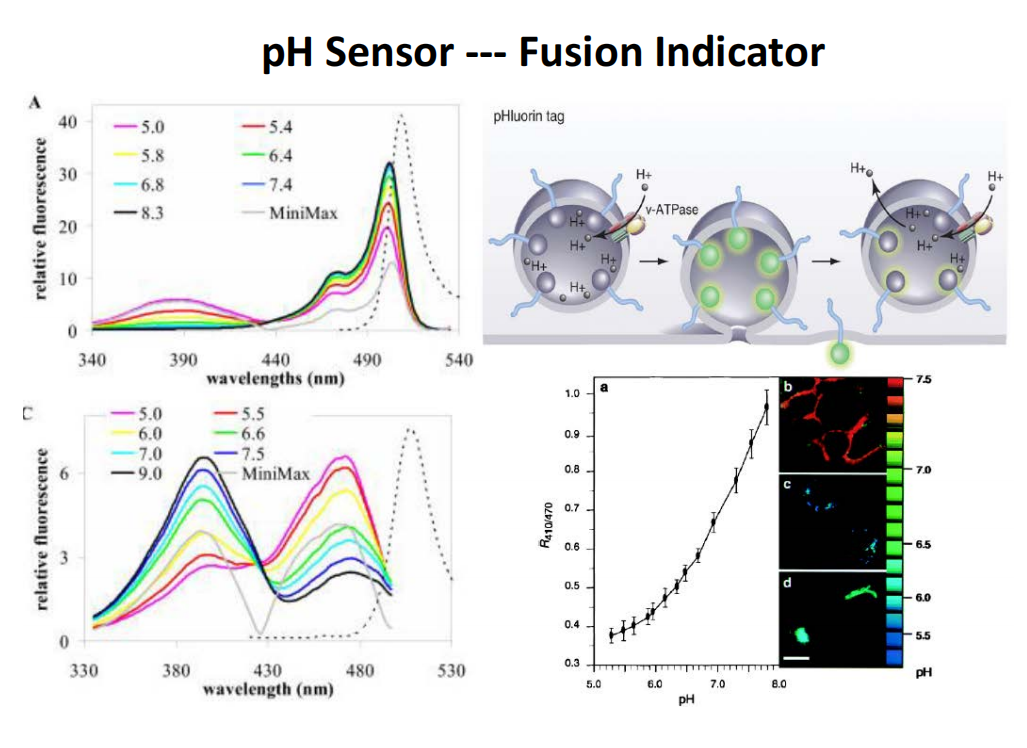 pH Sensor --- Fusion Indicator
A
40
30
20
10
0
relative fluorescence
5.0 5.4
5.8 6.4
6.8 7.4
8.3 MiniMax
340 390 440 490 540
wavelengths (nm)
pHluorin tag
H+
v-ATPase
H+
H+
H+
H+
H+
H+
H+
H+
H+
H+
C
6
3
0
relative fluorescence
5.0 5.5
6.0 6.6
7.0 7.5
9.0 MiniMax
330 380 430 480 530
wavelength (nm)
a
1.0
0.9
0.8
0.7
0.6
0.5
0.4
0.3
R410/470
5.0 6.0 7.0 8.0
pH
b
c
d
7.5
7.0
6.5
6.0
5.5
pH